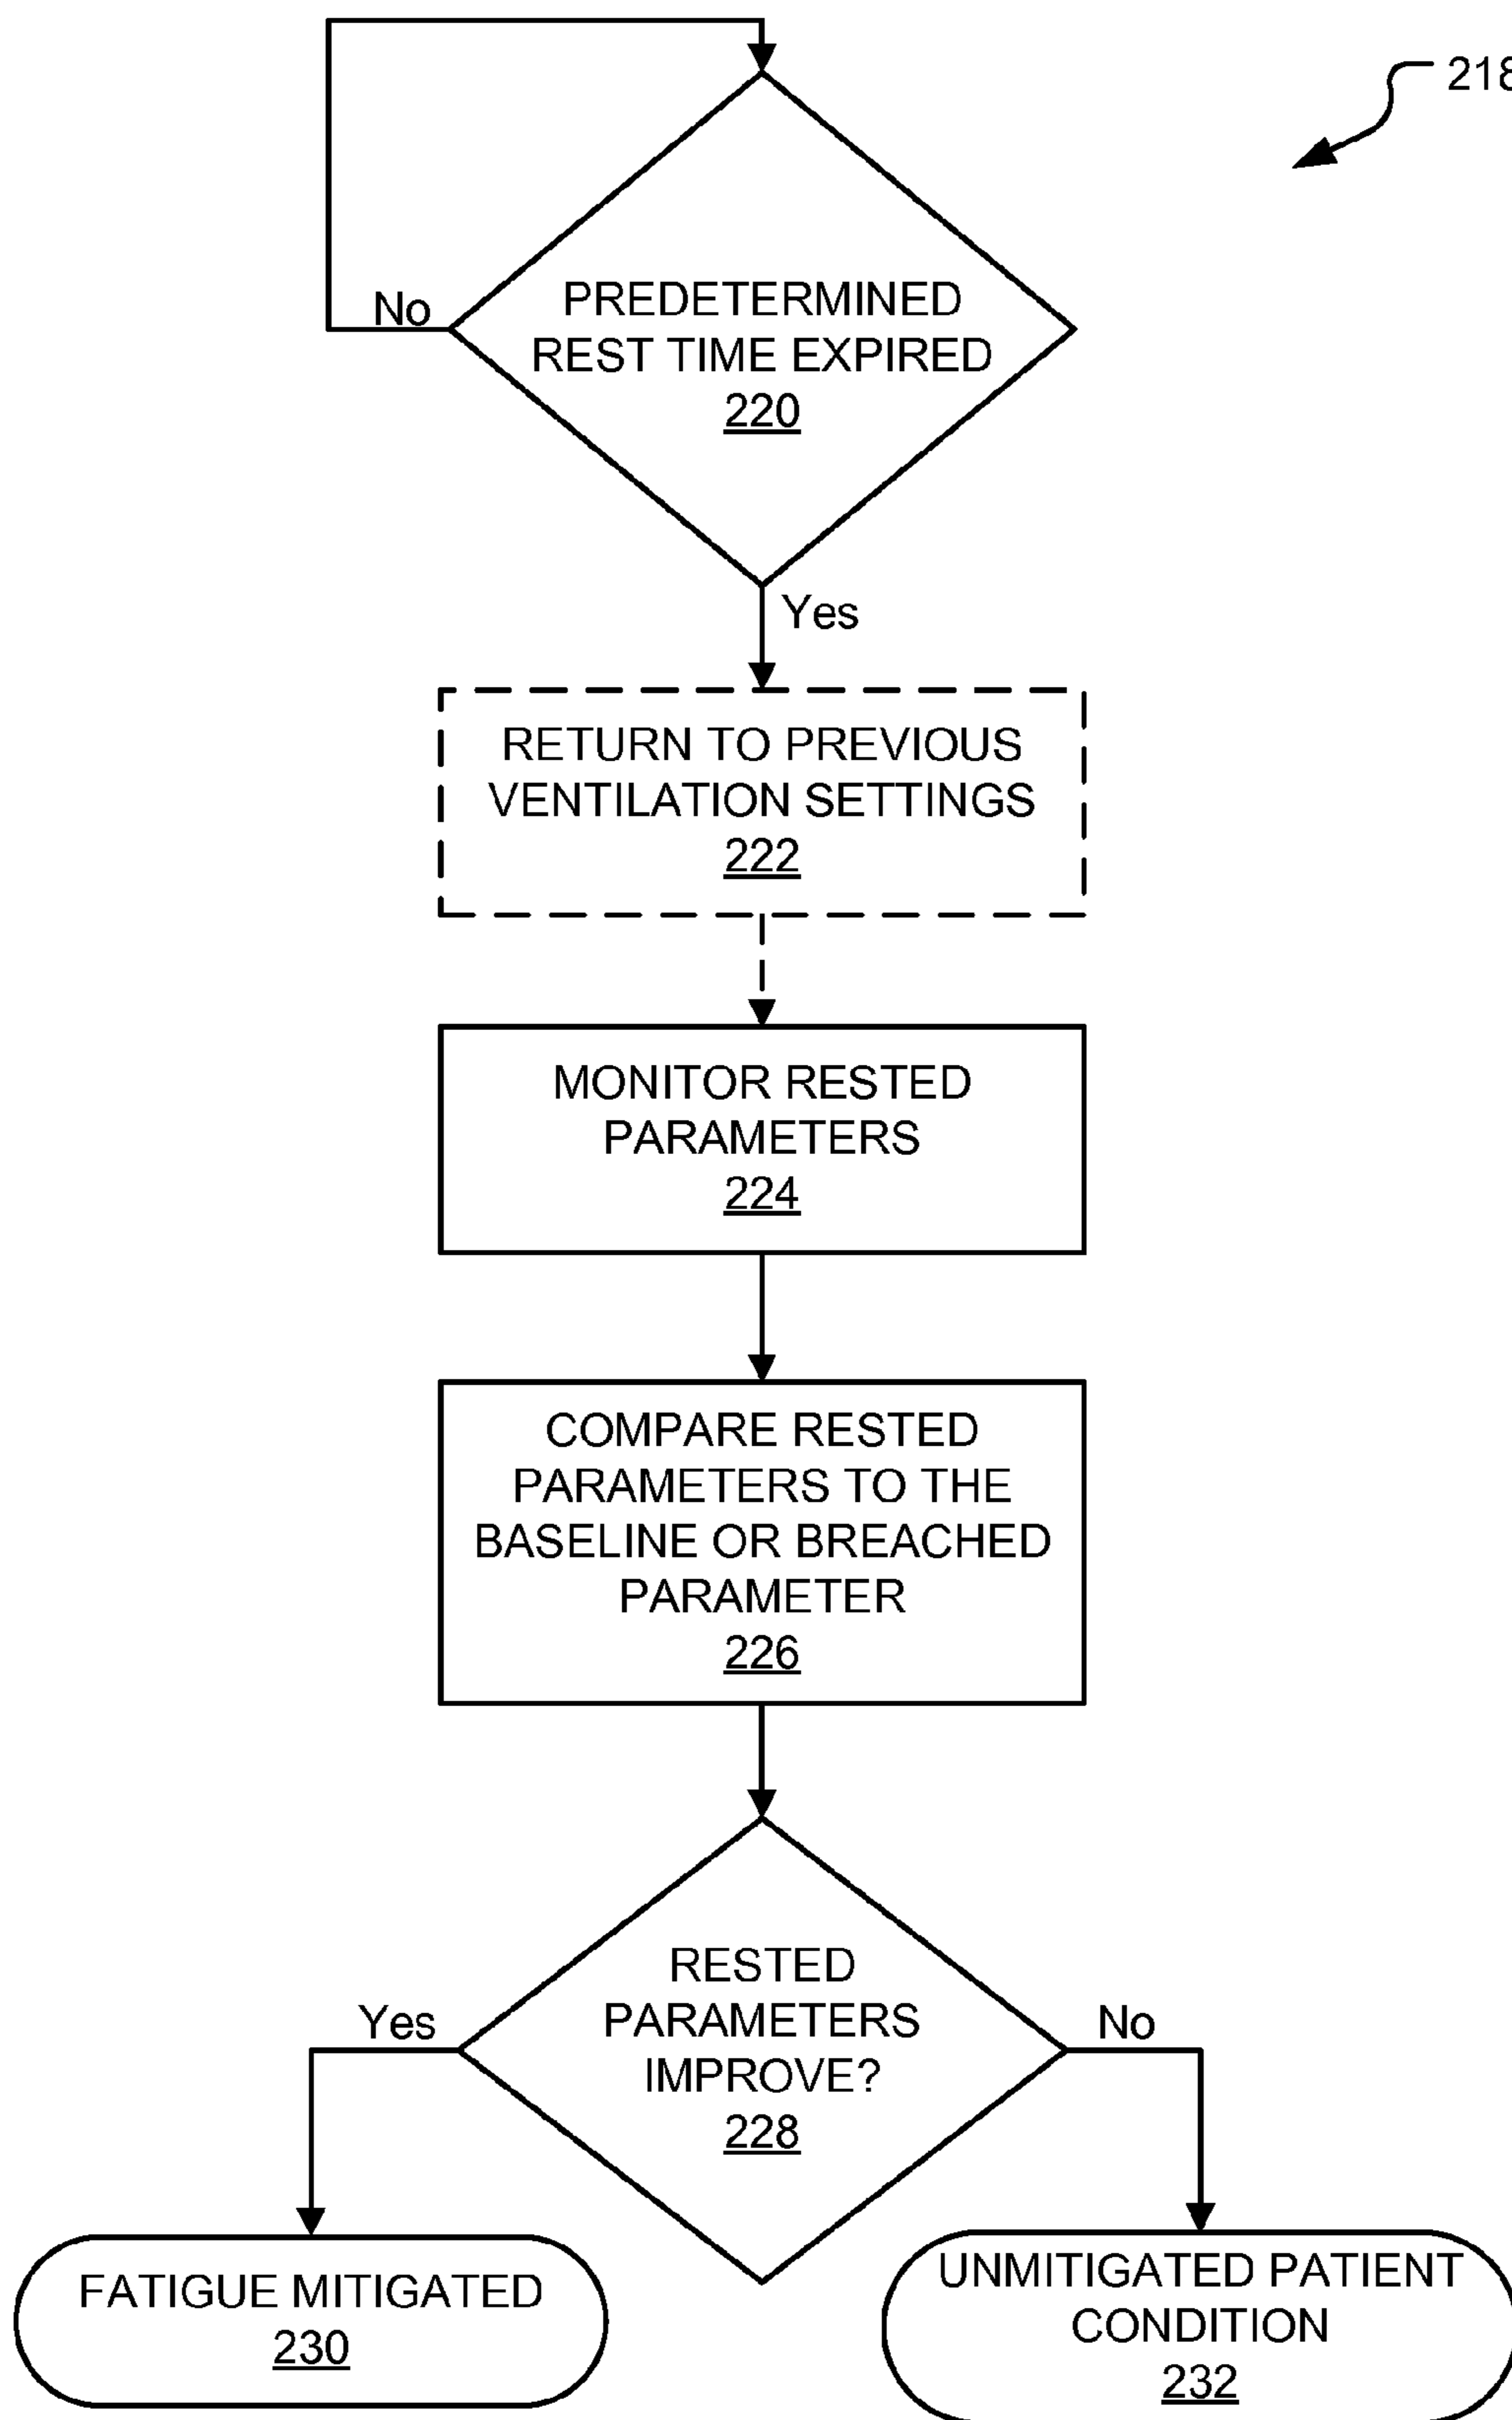 218
No
PREDETERMINED
REST TIME EXPIRED
220
Yes
RETURN TO PREVIOUS
VENTILATION SETTINGS
222
MONITOR RESTED
PARAMETERS
224
COMPARE RESTED
PARAMETERS TO THE
BASELINE OR BREACHED
PARAMETER
226
RESTED
PARAMETERS
IMPROVE?
228
Yes
No
FATIGUE MITIGATED
230
UNMITIGATED PATIENT
CONDITION
232